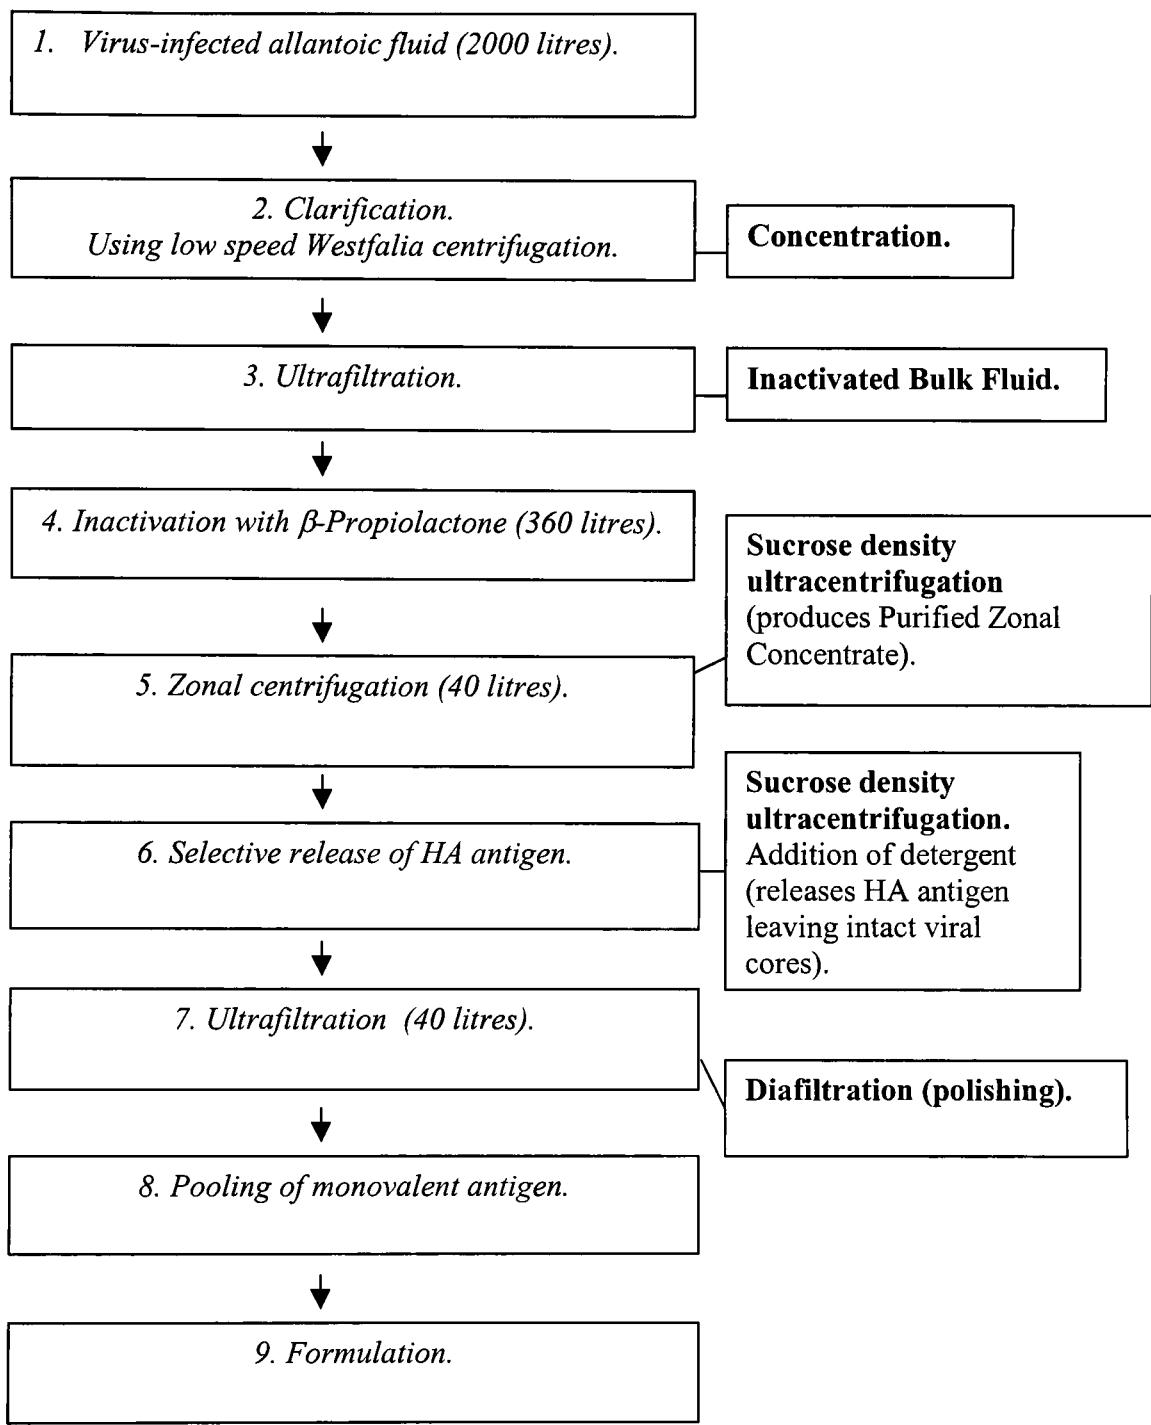 1. Virus-infected allantoic fluid (2000 litres).
2. Clarification.
Using low speed Westfalia centrifugation.
Concentration.
3. Ultrafiltration.
Inactivated Bulk Fluid.
4. Inactivation with β-Propiolactone (360 litres).
Sucrose density
ultracentrifugation
(produces Purified Zonal
Concentrate).
5. Zonal centrifugation (40 litres).
Sucrose density
ultracentrifugation.
Addition of detergent
(releases HA antigen
leaving intact viral
cores).
6. Selective release of HA antigen.
7. Ultrafiltration (40 litres).
Diafiltration (polishing).
8. Pooling of monovalent antigen.
9. Formulation.